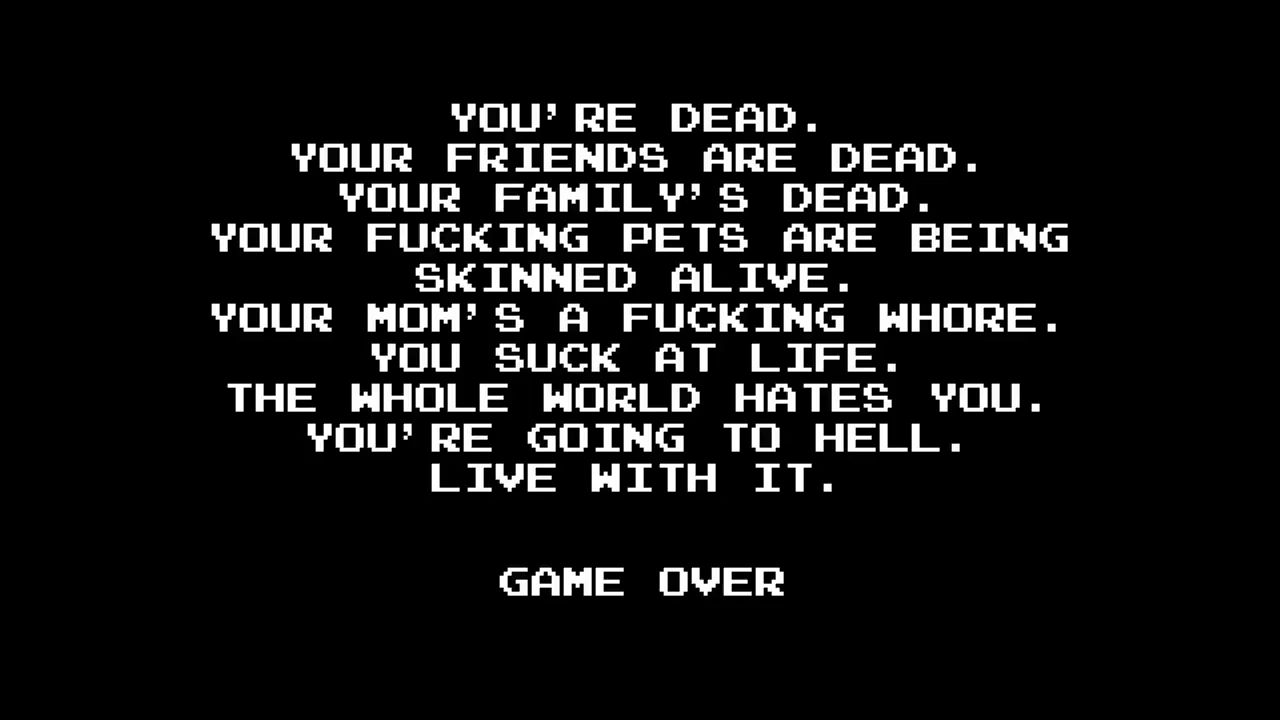 YOU'RE DEAD.
YOUR FRIENDS ARE DEAD.
YOUR FAMILY'S DEAD.
YOUR FUCKING PETS ARE BEING
SKINNED ALIVE.
YOUR MOM'S A FUCKING WHORE.
YOU SUCK AT LIFE.
THE WHOLE WORLD HATES YOU.
YOU'RE GOING TO HELL.
LIVE WITH IT.
GAME OVER